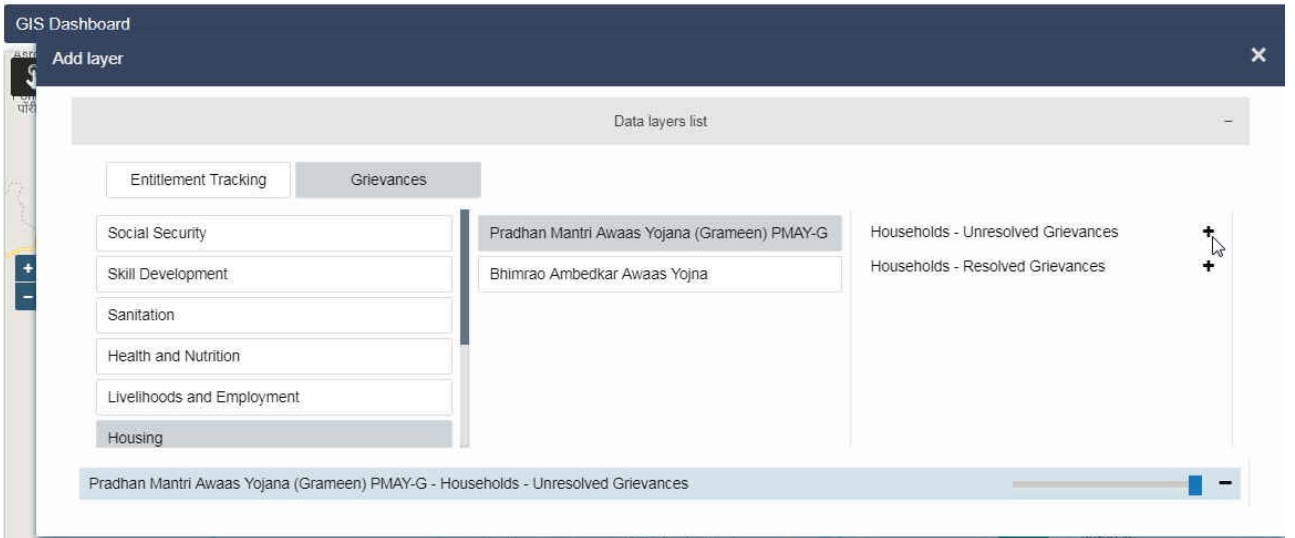 GIS Dashboard
Add layer
Data layers list
Entitlement Tracking
Grievances
Social Security
Skill Development
Sanitation
Health and Nutrition
Livelihoods and Employment
Housing
Pradhan Mantri Awaas Yojana (Grameen) PMAY-G
Bhimrao Ambedkar Awaas Yojna
Households - Unresolved Grievances
Households - Resolved Grievances
Pradhan Mantri Awaas Yojana (Grameen) PMAY-G - Households - Unresolved Grievances